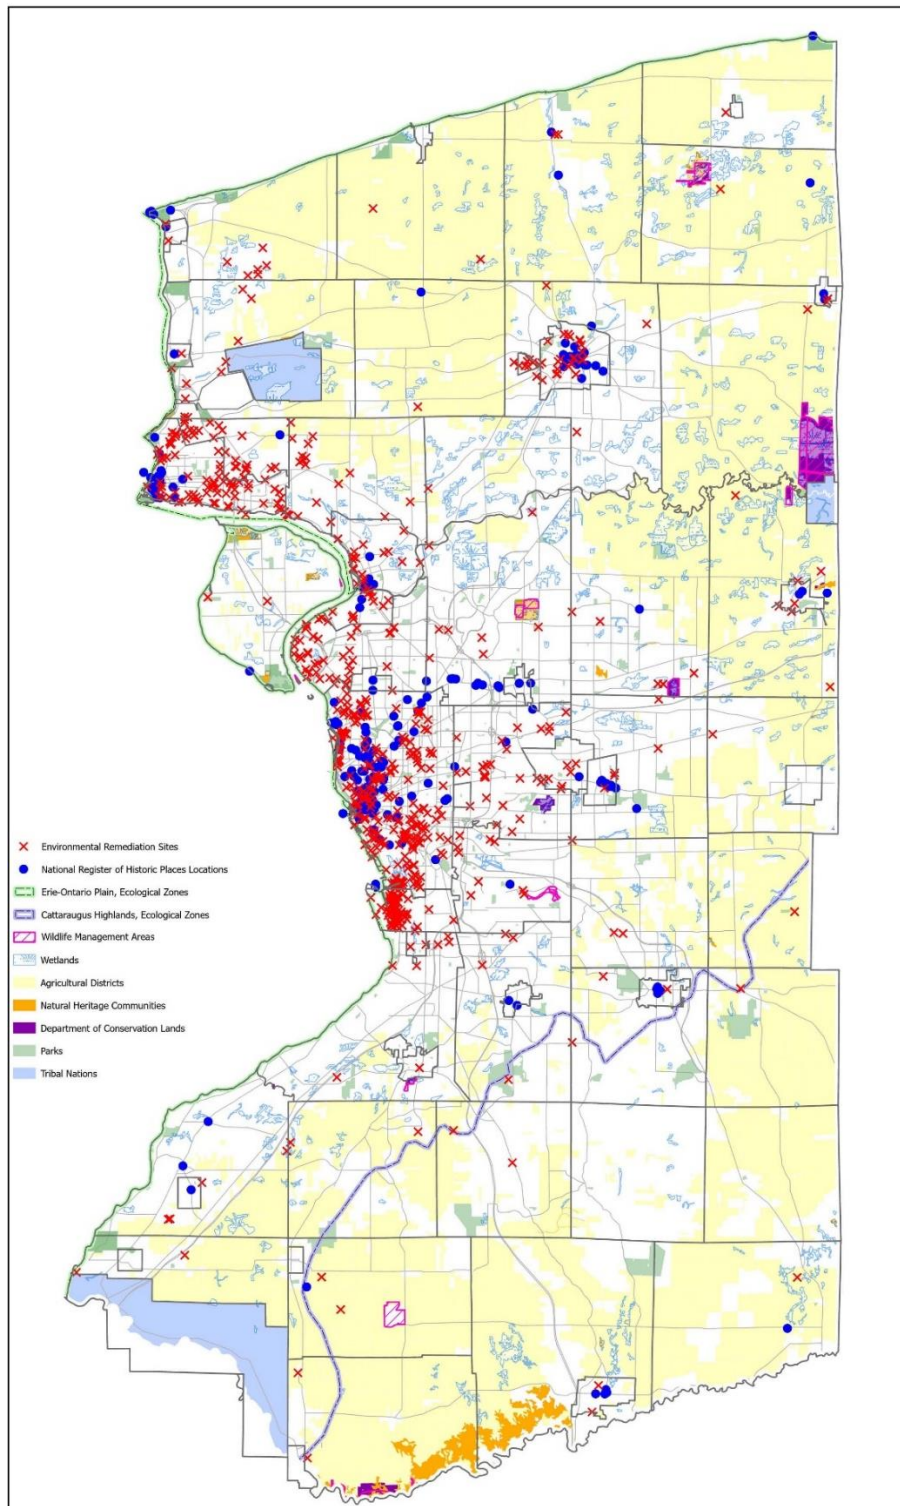 Environmental Remediation Sites
National Register of Historic Places Locations
Erie-Ontario Plain, Ecological Zones
Cattaraugus Highlands, Ecological Zones
Wildlife Management Areas
Wetlands
Agricultural Districts
Natural Heritage Communities
Department of Conservation Lands
Parks
Tribal Nations